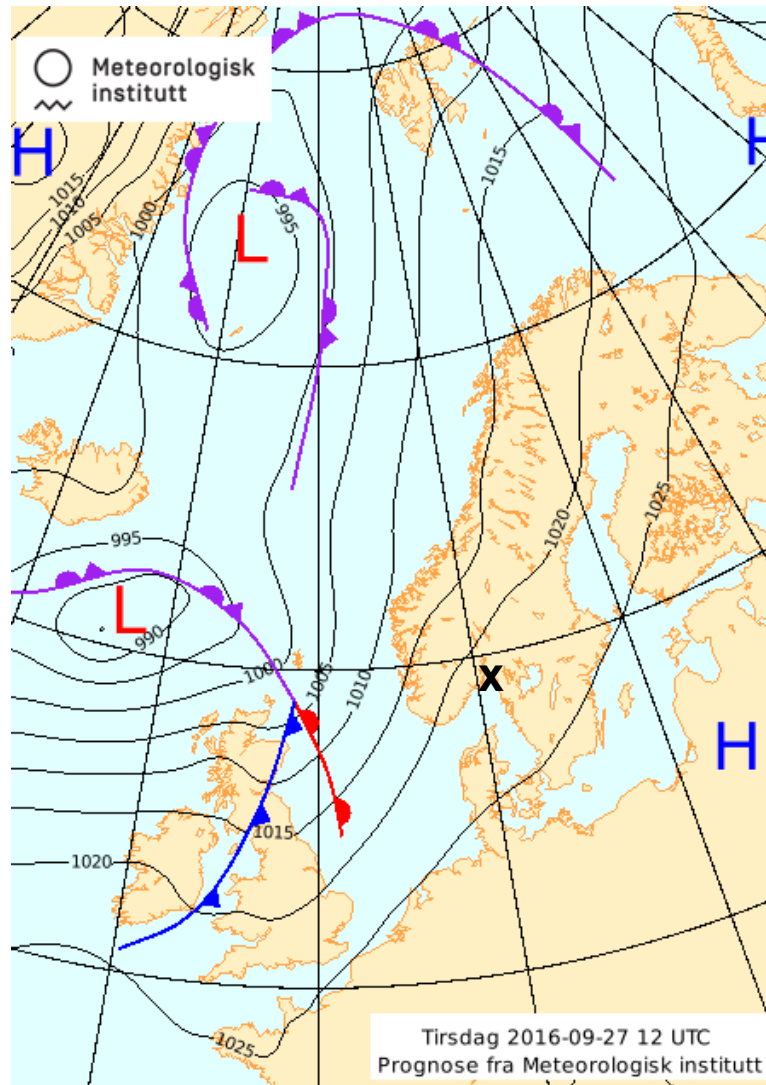 Meteorologisk
institutt
H
H
1015
1010
1005
1000
L
995
1015
1020
1025
995
L
990
1000
1005
1010
X
H
1015
1020
1025
Tirsdag 2016-09-27 12 UTC
Prognose fra Meteorologisk institutt